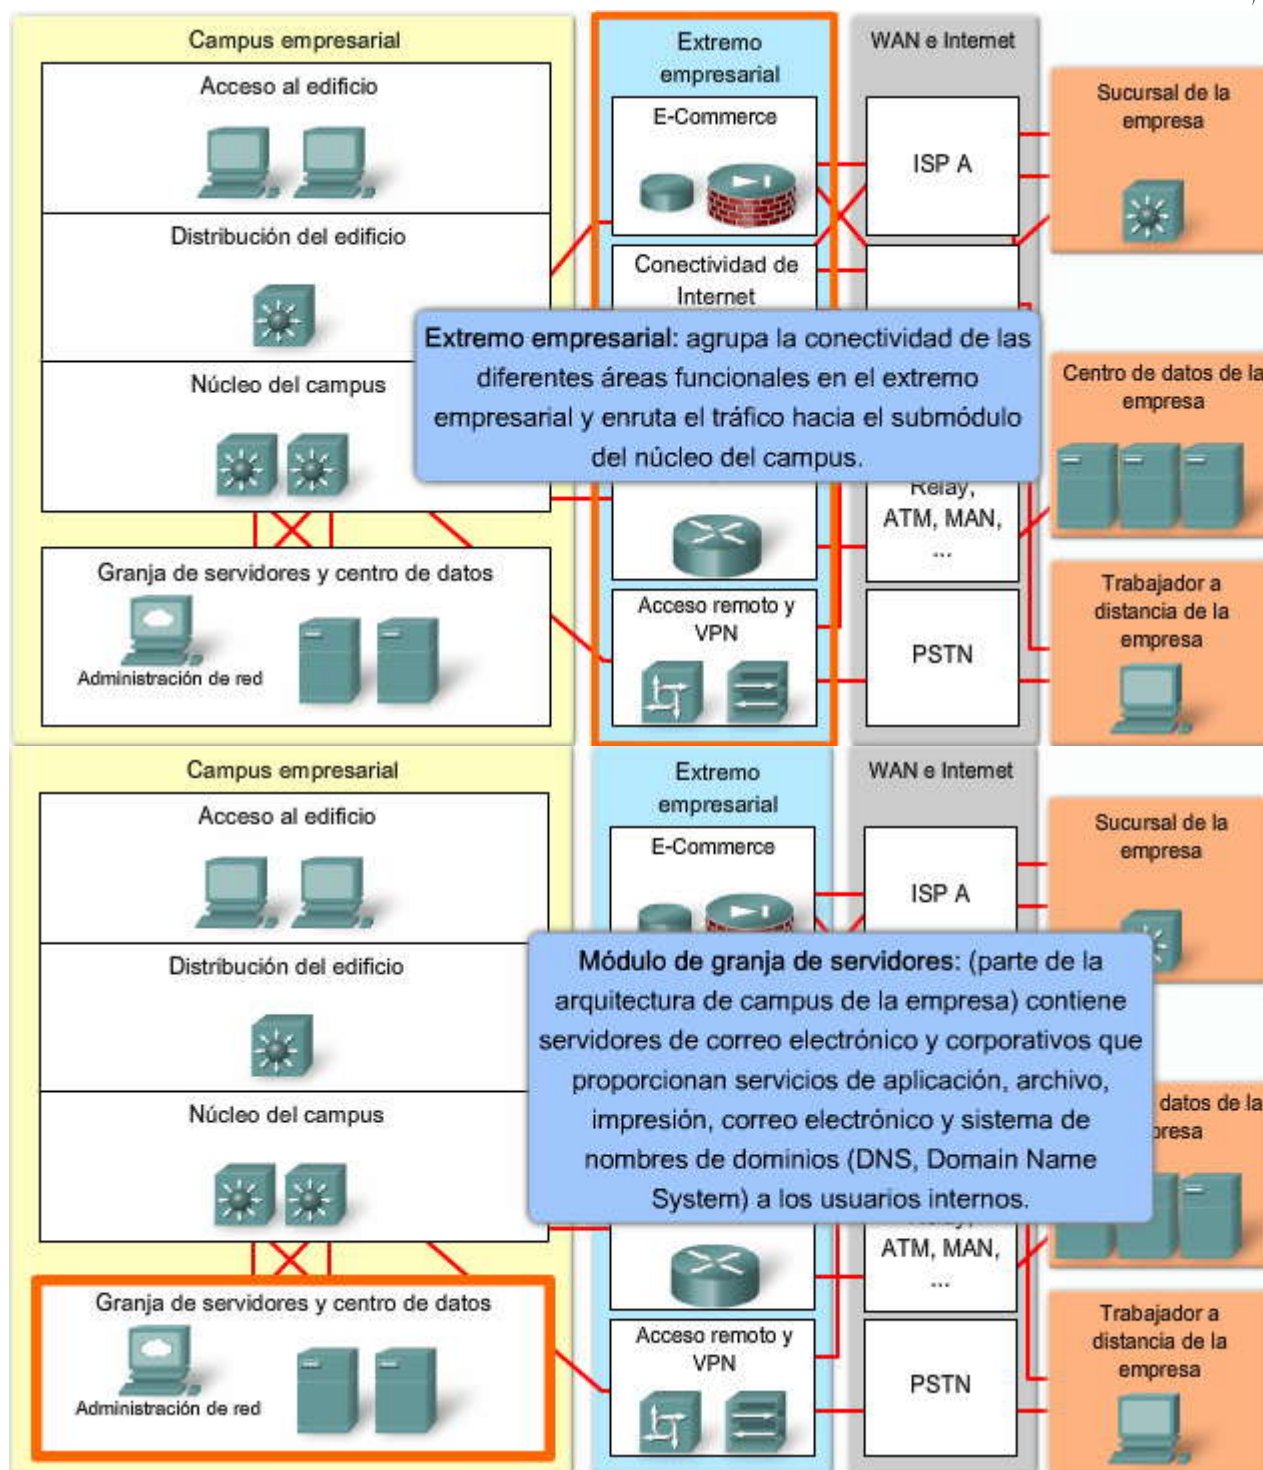 Campus empresarial
Acceso al edificio
Distribución del edificio
Núcleo del campus
Granja de servidores y centro de datos
Administración de red
Extremo
empresarial
E-Commerce
Conectividad de
Internet
Extremo empresarial: agrupa la conectividad de las
diferentes áreas funcionales en el extremo
empresarial y enruta el tráfico hacia el submódulo
del núcleo del campus.
Acceso remoto y
VPN
WAN e Internet
ISP A
Relay,
ATM, MAN,
...
PSTN
Sucursal de la
empresa
Centro de datos de la
empresa
Trabajador a
distancia de la
empresa
Campus empresarial
Acceso al edificio
Distribución del edificio
Núcleo del campus
Granja de servidores y centro de datos
Administración de red
Extremo
empresarial
E-Commerce
Módulo de granja de servidores: (parte de la
arquitectura de campus de la empresa) contiene
servidores de correo electrónico y corporativos que
proporcionan servicios de aplicación, archivo,
impresión, correo electrónico y sistema de
nombres de dominios (DNS, Domain Name
System) a los usuarios internos.
Acceso remoto y
VPN
WAN e Internet
ISP A
ATM, MAN,
...
PSTN
Sucursal de la
empresa
datos de la
Trabajador a
distancia de la
empresa